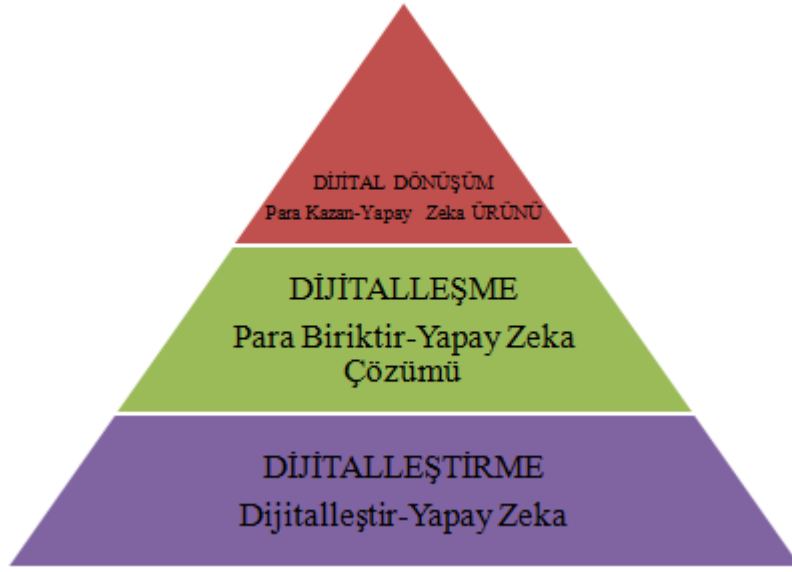 DİJİTAL DÖNÜŞÜM
Para Kazan-Yapay Zeka ÜRÜNÜ
DİJİTALLEŞME
Para Biriktir-Yapay Zeka
Çözümü
DİJİTALLEŞTİRME
Dijitalleştir-Yapay Zeka